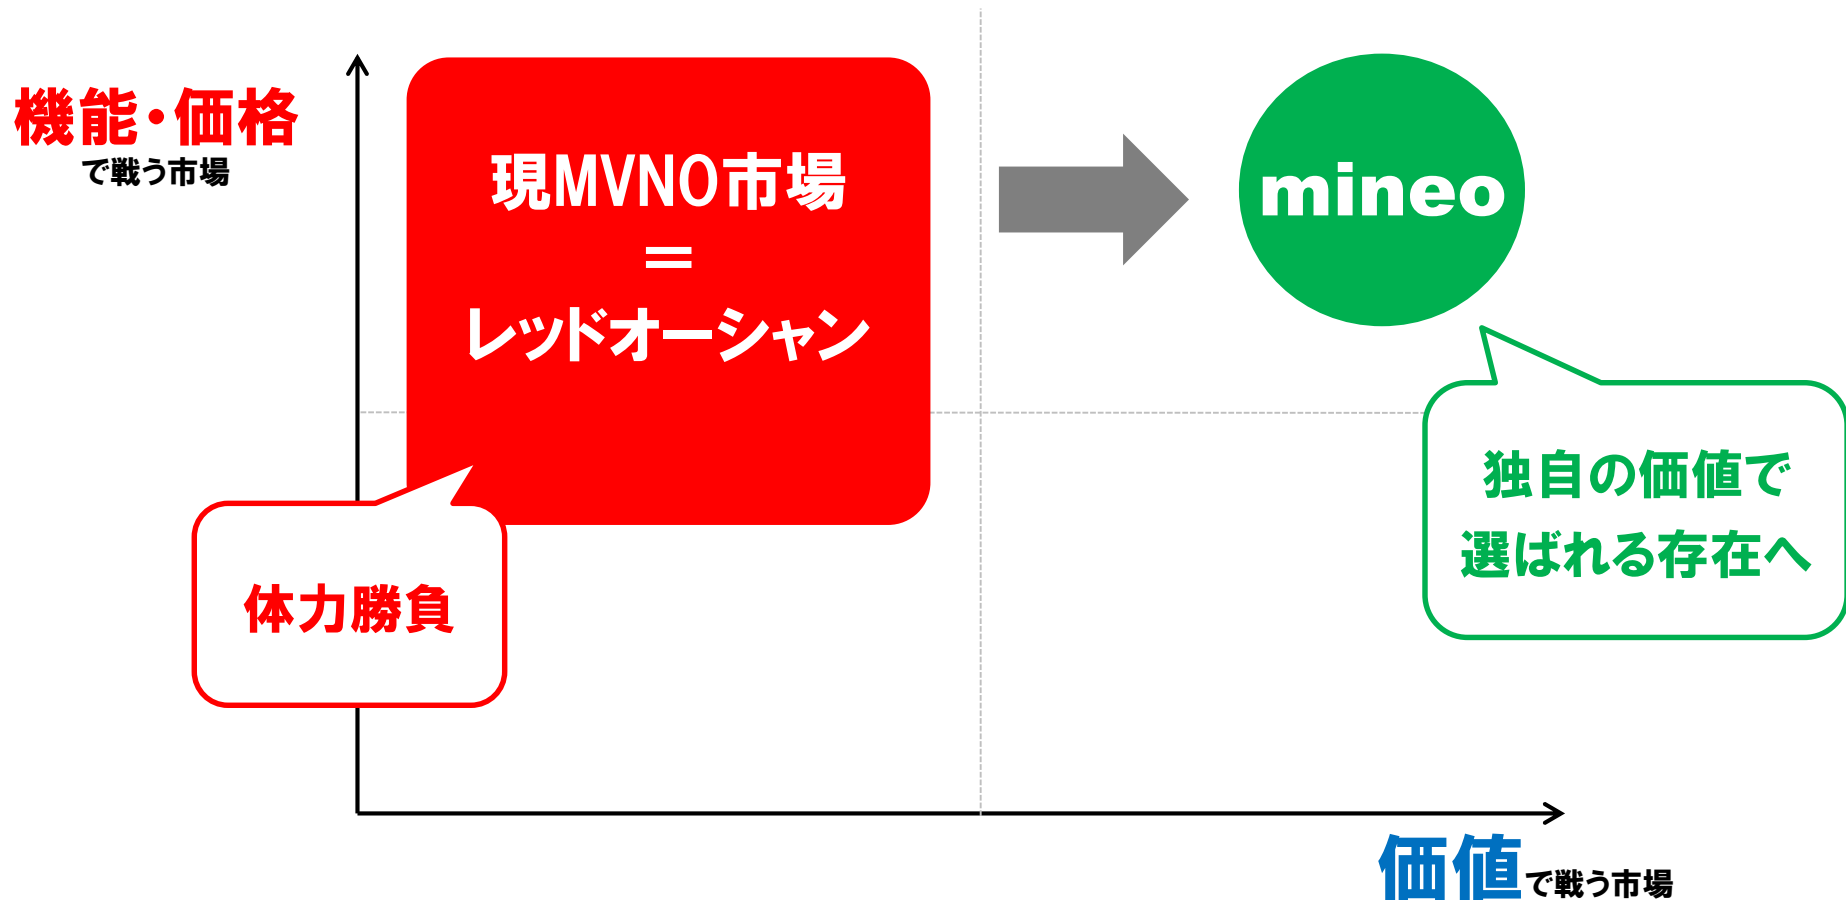 機能・価格
で戦う市場
現MVNO市場
＝
レッドオーシャン
mineo
独自の価値で
選ばれる存在へ
体力勝負
価値で戦う市場